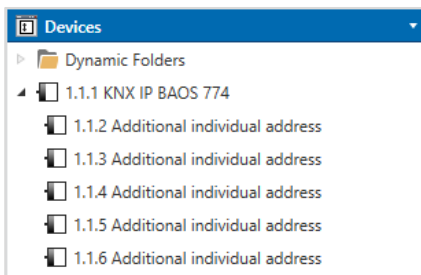 Devices
Dynamic Folders
1.1.1 KNX IP BAOS 774
1.1.2 Additional individual address
1.1.3 Additional individual address
1.1.4 Additional individual address
1.1.5 Additional individual address
1.1.6 Additional individual address